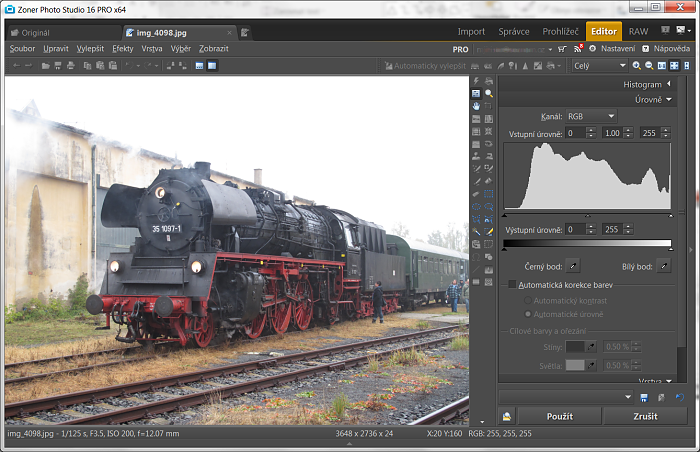 Zoner Photo Studio 16 PRO x64
Originál
img_4098.jpg
Import Správce Prohlížeč Editor RAW
Soubor Upravit Vylepšit Efekty Vrstvy Výběr Zobrazit
PRO
Nastavení Nápověda
Automaticky vylepšit
Celý
Histogram
Úrovně
Kanál: RGB
Vstupní úrovně: 0 1.00 255
Výstupní úrovně: 0 255
Černý bod: Bílý bod:
Automatická korekce barev
Automatický kontrast
Automatické úrovně
Cílové barvy a ořezání
Stíny: 0.50 %
Světla: 0.50 %
Vrstva
Použít Zrušit
35 1097-1
img_4098.jpg - 1/125 s, F3.5, ISO 200, f=12.07 mm
3648 x 2736 x 24
X:20 Y:160
RGB: 255, 255, 255